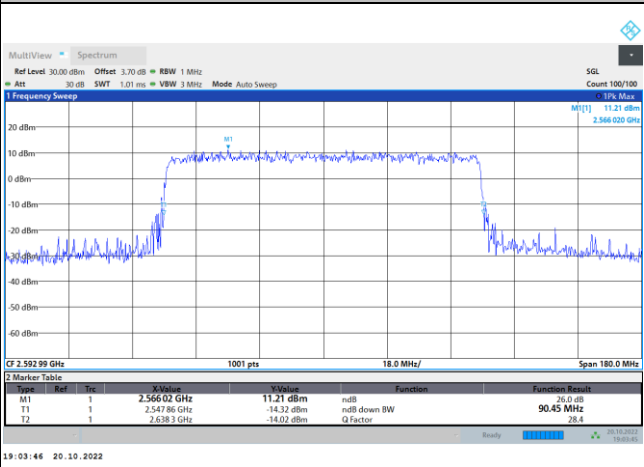 MultiView Spectrum
Ref Level 30.00 dBm Offset 3.70 dB RBW 1 MHz SGL
Att 30 dB SWT 1.01 ms VBW 3 MHz Mode Auto Sweep Count 100/100
1 Frequency Sweep 1Pk Max
M1[1] 11.21 dBm
2.566 020 GHz
M1
20 dBm
10 dBm
0 dBm
-10 dBm
-20 dBm
-30 dBm
-40 dBm
-50 dBm
-60 dBm
CF 2.592 99 GHz 1001 pts 18.0 MHz/ Span 180.0 MHz
2 Marker Table
Type Ref Trc X-Value Y-Value Function Function Result
M1 1 2.566 02 GHz 11.21 dBm ndB 26.0 dB
T1 1 2.547 86 GHz -14.32 dBm ndB down BW 90.45 MHz
T2 1 2.638 3 GHz -14.02 dBm Q Factor 28.4
Ready 20.10.2022
19:03:45
19:03:46 20.10.2022